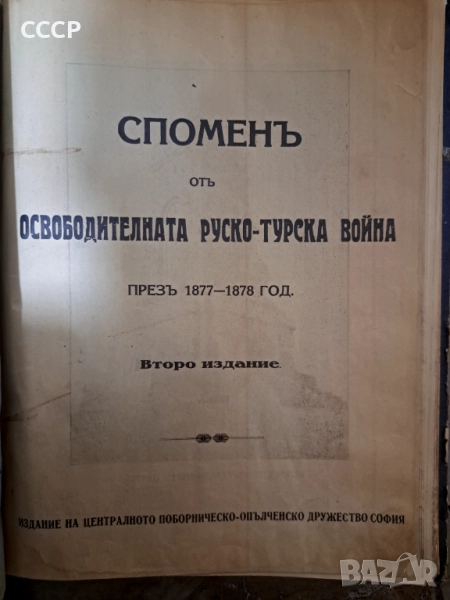 СССР
СПОМЕНЪ
ОТЪ
ОСВОБОДИТЕЛНАТА РУСКО-ТУРСКА ВОЙНА
ПРЕЗЪ 1877—1878 ГОД.
Второ издание.
ИЗДАНИЕ НА ЦЕНТРАЛНОТО ПОБОРНИЧЕСКО-ОПЪЛЧЕНСКО ДРУЖЕСТВО СОФИЯ
BAZAR